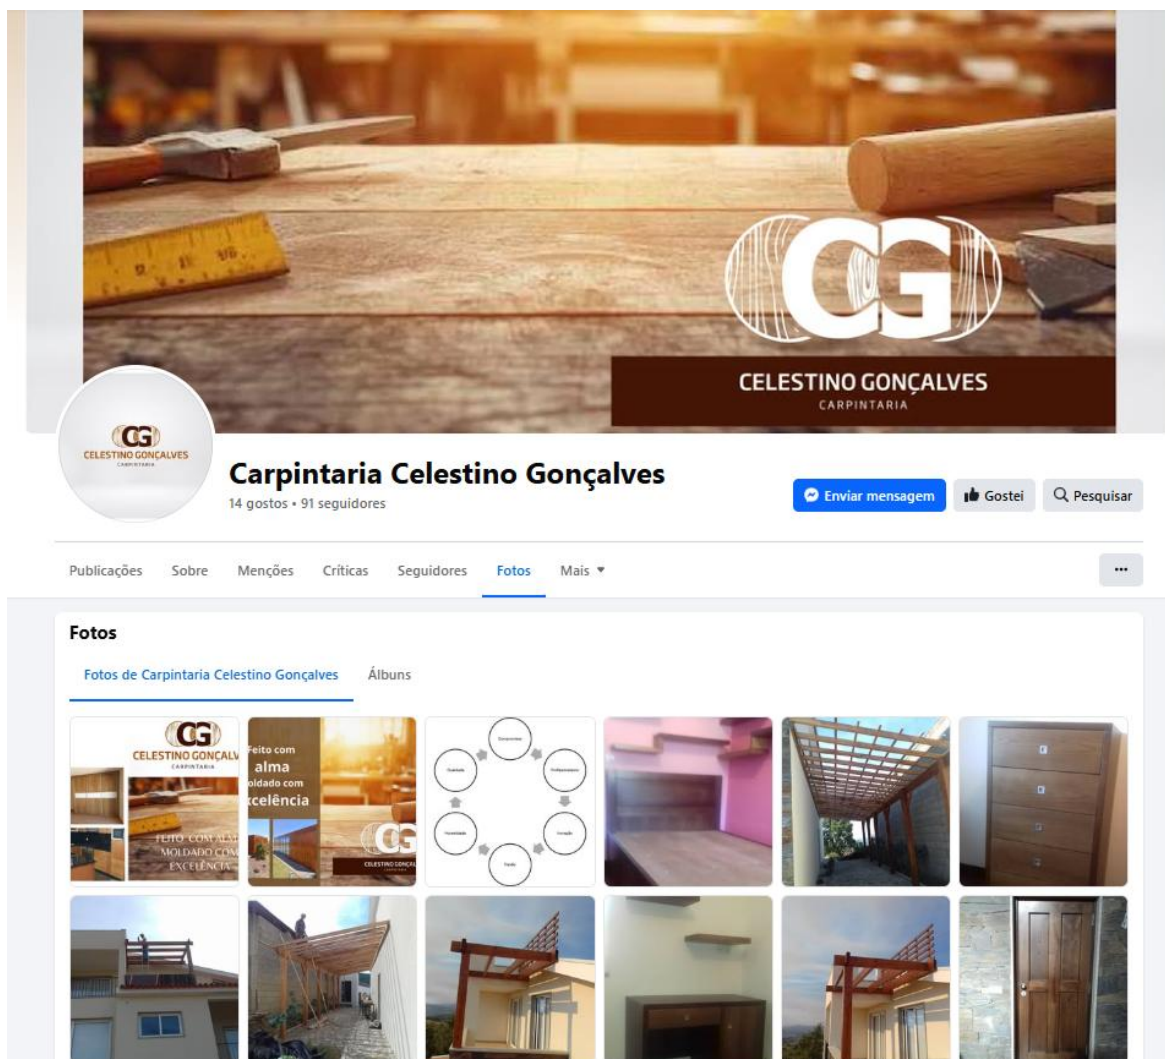 CG
CELESTINO GONÇALVES
CARPINTARIA
CG
CELESTINO GONÇALVES
CARPINTARIA
Carpintaria Celestino Gonçalves
14 gostos • 91 seguidores
Enviar mensagem
Gostei
Pesquisar
Publicações
Sobre
Menções
Críticas
Seguidores
Fotos
Mais
Fotos
Fotos de Carpintaria Celestino Gonçalves
Álbuns
CG
CELESTINO GONÇALV
CARPINTARIA
FEITO COM ALM
MOLDADO COM
EXCELÊNCIA
Feito com
alma
oldado com
xcelência
CG
CELESTINO GONÇAL